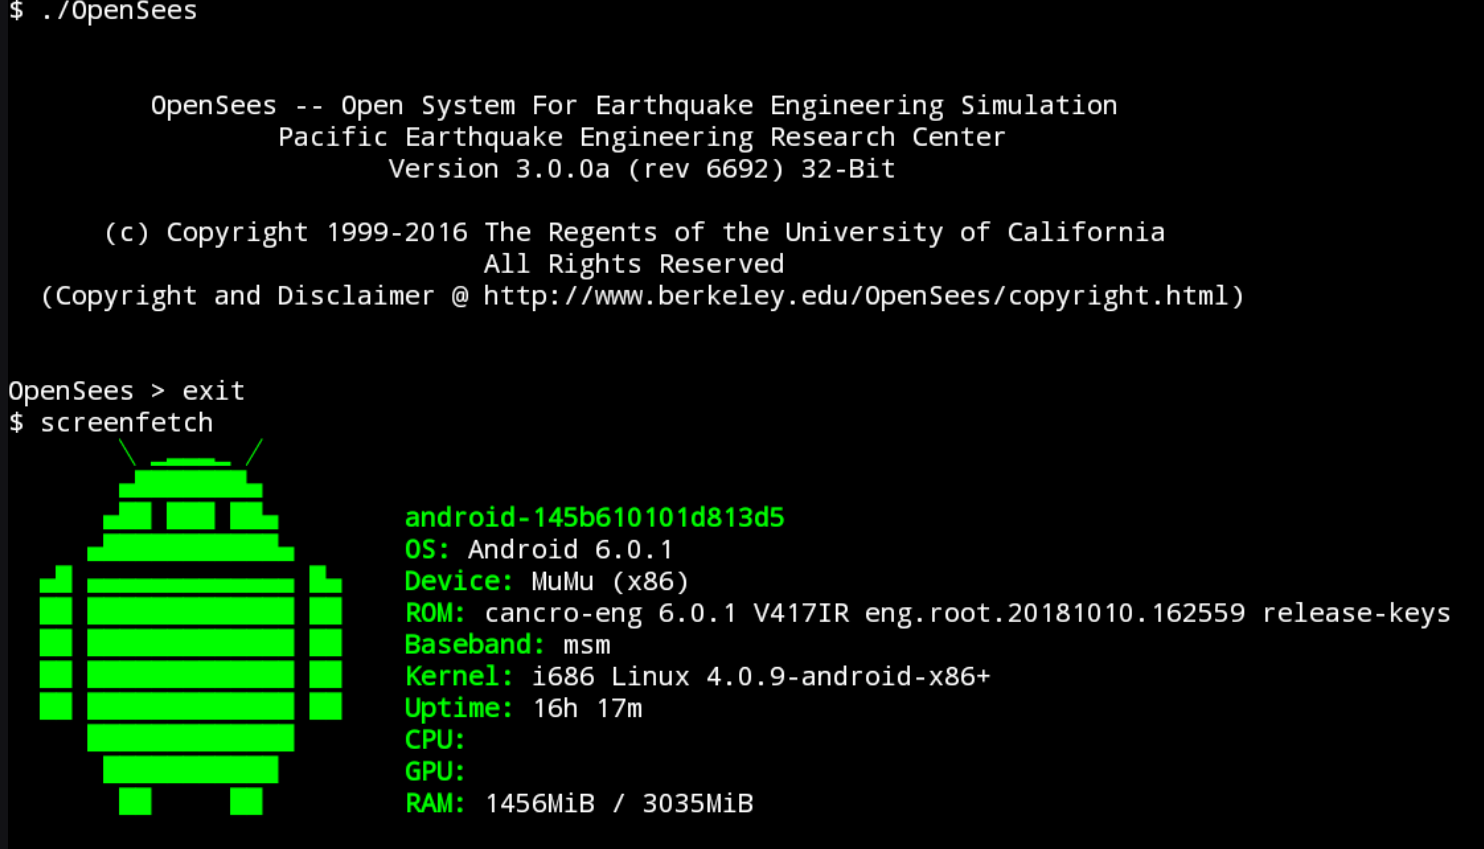 $ ./OpenSees
OpenSees -- Open System For Earthquake Engineering Simulation
Pacific Earthquake Engineering Research Center
Version 3.0.0a (rev 6692) 32-Bit
(c) Copyright 1999-2016 The Regents of the University of California
All Rights Reserved
(Copyright and Disclaimer @ http://www.berkeley.edu/OpenSees/copyright.html)
OpenSees > exit
$ screenfetch
android-145b610101d813d5
OS: Android 6.0.1
Device: MuMu (x86)
ROM: cancro-eng 6.0.1 V417IR eng.root.20181010.162559 release-keys
Baseband: msm
Kernel: i686 Linux 4.0.9-android-x86+
Uptime: 16h 17m
CPU:
GPU:
RAM: 1456MiB / 3035MiB